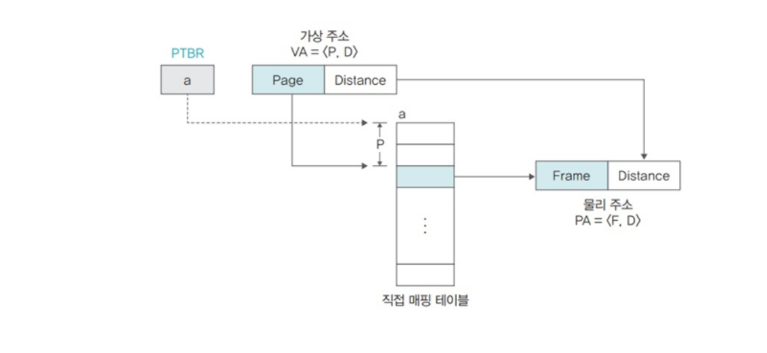 가상 주소
PTBR
VA = ⟨P, D⟩
a
Page
Distance
a
P
Frame
Distance
물리 주소
PA = ⟨F, D⟩
⋮
직접 매핑 테이블